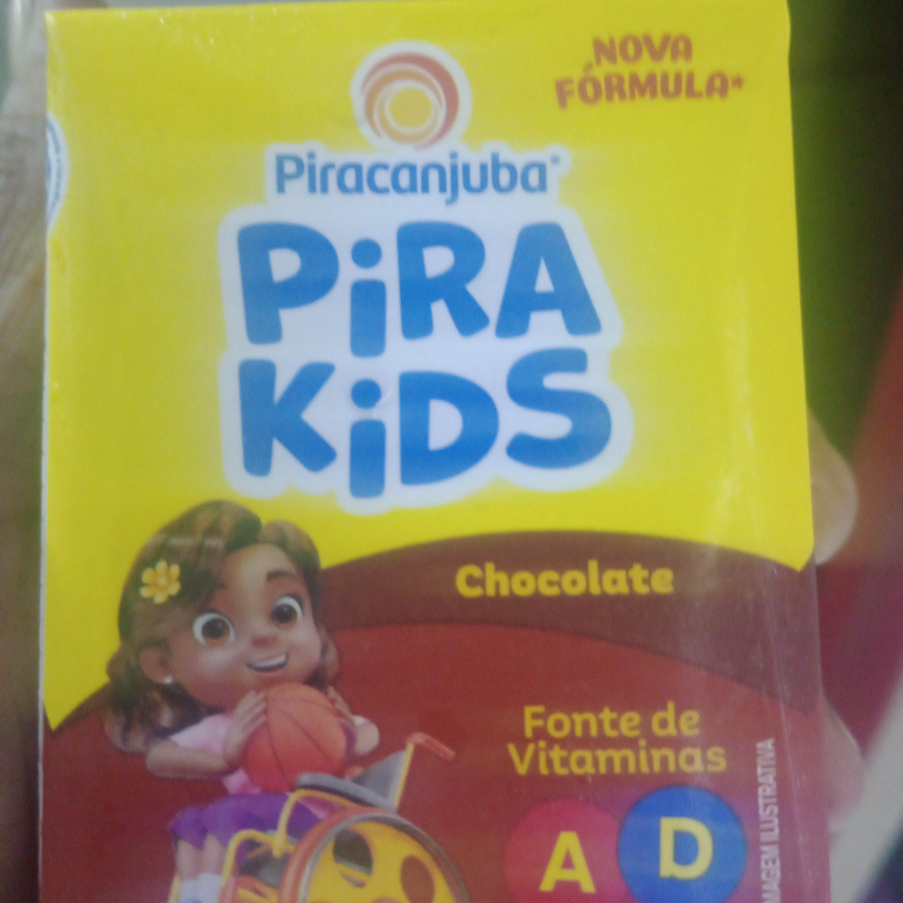 NOVA
FÓRMULA*
Piracanjuba®
PiRA
KiDS
Chocolate
Fonte de
Vitaminas
A
D
IMAGEM ILUSTRATIVA